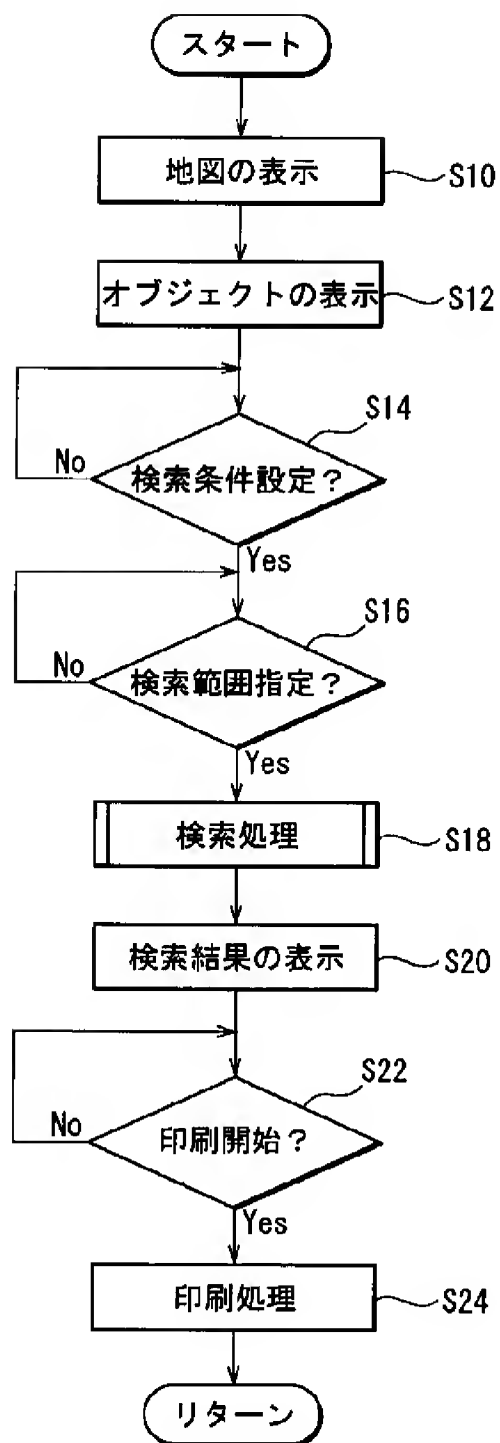 スタート
地図の表示
S10
オブジェクトの表示
S12
S14
No
検索条件設定？
Yes
S16
No
検索範囲指定？
Yes
検索処理
S18
検索結果の表示
S20
S22
No
印刷開始？
Yes
印刷処理
S24
リターン